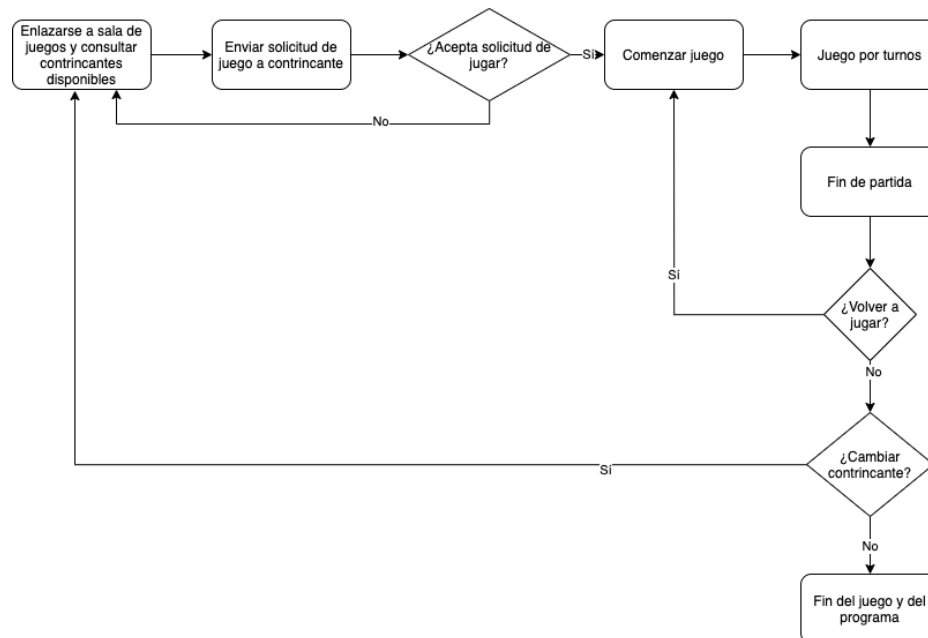 Enlazarse a sala de
juegos y consultar
contrincantes
disponibles
Enviar solicitud de
juego a contrincante
¿Acepta solicitud de
jugar?
Sí
Comenzar juego
Juego por turnos
No
Fin de partida
Sí
¿Volver a
jugar?
No
¿Cambiar
contrincante?
Sí
No
Fin del juego y del
programa